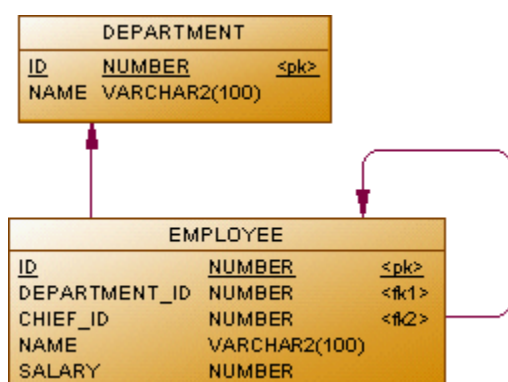 DEPARTMENT
ID NUMBER <pk>
NAME VARCHAR2(100)
EMPLOYEE
ID NUMBER <pk>
DEPARTMENT_ID NUMBER <fk1>
CHIEF_ID NUMBER <fk2>
NAME VARCHAR2(100)
SALARY NUMBER